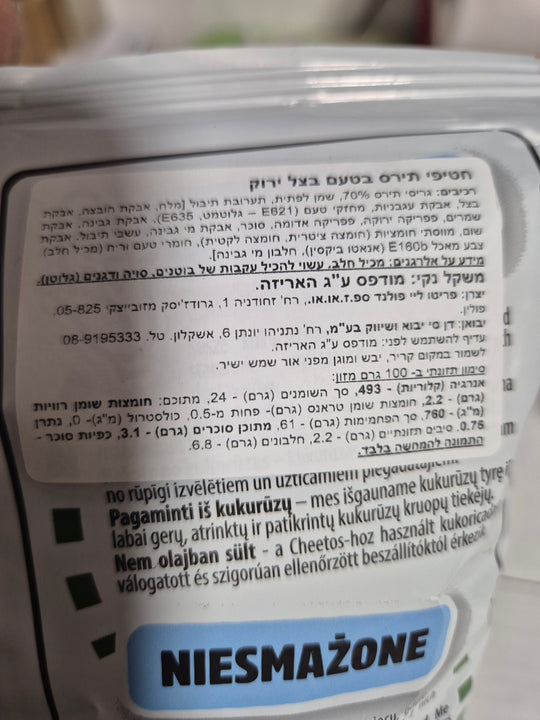 חטיפי תירס בטעם בצל ירוק
רכיבים: גריסי תירס 70%, שמן לפתית, תערובת תיבול [מלח, אבקת חובצה, אבקת
בצל, אבקת עגבניות, מחזקי טעם (E621 – גלוטמט, E635), אבקת גבינה, אבקת
שמרים, פפריקה ירוקה, פפריקה אדומה, סוכר, אבקת מי גבינה, עשבי תיבול, אבקת
שום, מווסתי חומציות (חומצה ציטרית, חומצה לקטית), חומרי טעם וריח (מכיל חלב)
צבע מאכל E160b (אנאטו ביקסין), חלבון מי גבינה].
מידע על אלרגנים: מכיל חלב. עשוי להכיל עקבות של בוטנים, סויה ודגנים (גלוטן).
משקל נקי: מודפס ע"ג האריזה.
יצרן: פריטו ליי פולנד ספ.ז.או.או., רח' זחודניה 1, גרודז'יסק מזובייצקי 05-825,
פולין.
יבואן: דן סי יבוא ושיווק בע"מ, רח' נתניהו יונתן 6, אשקלון. טל. 08-9195333
עדיף להשתמש לפני: מודפס ע"ג האריזה.
לשמור במקום קריר, יבש ומוגן מפני אור שמש ישיר.
סימון תזונתי ב- 100 גרם מזון:
אנרגיה (קלוריות) - 493, סך השומנים (גרם) - 24, מתוכם: חומצות שומן רוויות
(גרם) - 2.2, חומצות שומן טראנס (גרם)- פחות מ-0.5, כולסטרול (מ"ג)- 0, נתרן
(מ"ג)- 760, סך הפחמימות (גרם) - 61, מתוכן סוכרים (גרם) - 3.1, כפיות סוכר -
0.75, סיבים תזונתיים (גרם) - 2.2, חלבונים (גרם) - 6.8.
התמונה להמחשה בלבד.
no rūpīgi izvēlētiem un uzticamiem piegādātājiem.
Pagaminti iš kukurūzų – mes išgauname kukurūzų tyrę iš
labai gerų, atrinktų ir patikrintų kukurūzų kruopų tiekėjų.
Nem olajban sült - a Cheetos-hoz használt kukoricadara
válogatott és szigorúan ellenőrzött beszállítóktól érkezik.
NIESMAŻONE